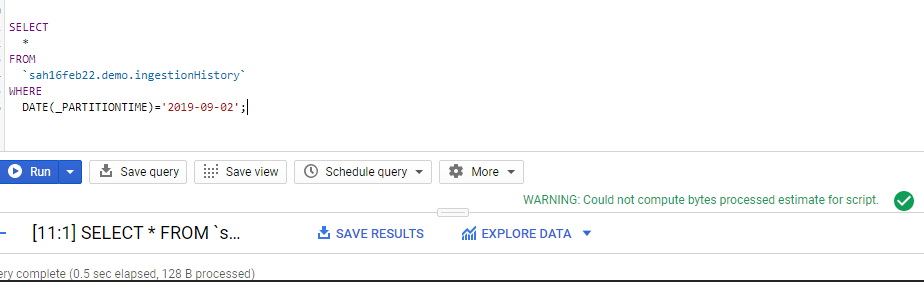 SELECT
*
FROM
`sah16feb22.demo.ingestionHistory`
WHERE
DATE(_PARTITIONTIME)='2019-09-02';
Run Save query Save view Schedule query More
WARNING: Could not compute bytes processed estimate for script.
[11:1] SELECT * FROM `s... SAVE RESULTS EXPLORE DATA
ery complete (0.5 sec elapsed, 128 B processed)